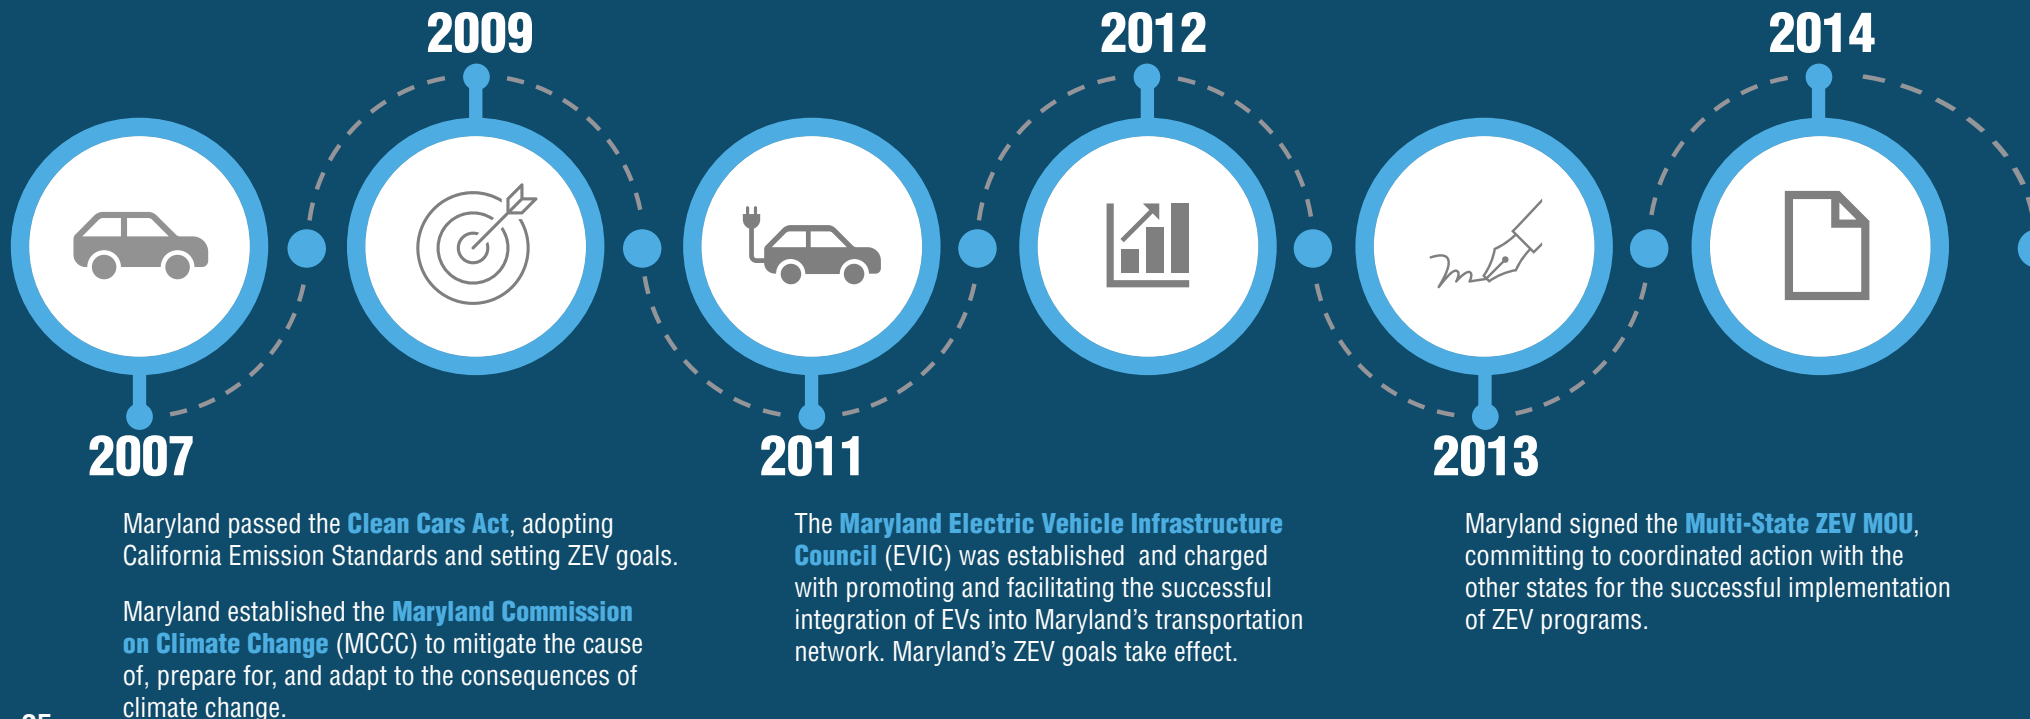 2009
2012
2014
2007
2011
2013
Maryland passed the Clean Cars Act, adopting
California Emission Standards and setting ZEV goals.
Maryland established the Maryland Commission
on Climate Change (MCCC) to mitigate the cause
of, prepare for, and adapt to the consequences of
climate change.
The Maryland Electric Vehicle Infrastructure
Council (EVIC) was established and charged
with promoting and facilitating the successful
integration of EVs into Maryland’s transportation
network. Maryland’s ZEV goals take effect.
Maryland signed the Multi-State ZEV MOU,
committing to coordinated action with the
other states for the successful implementation
of ZEV programs.